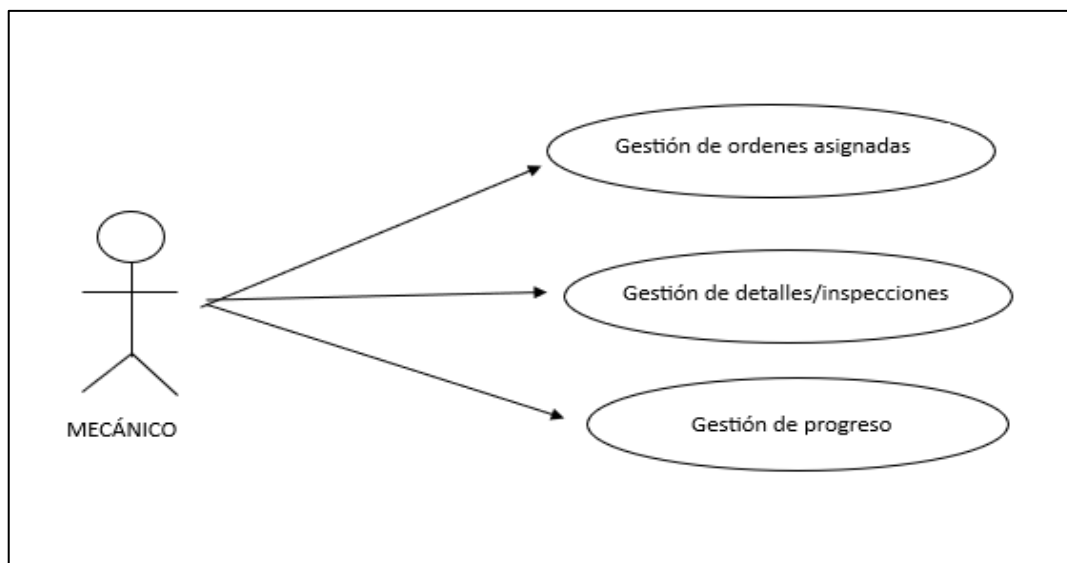 Gestión de ordenes asignadas
Gestión de detalles/inspecciones
MECÁNICO
Gestión de progreso